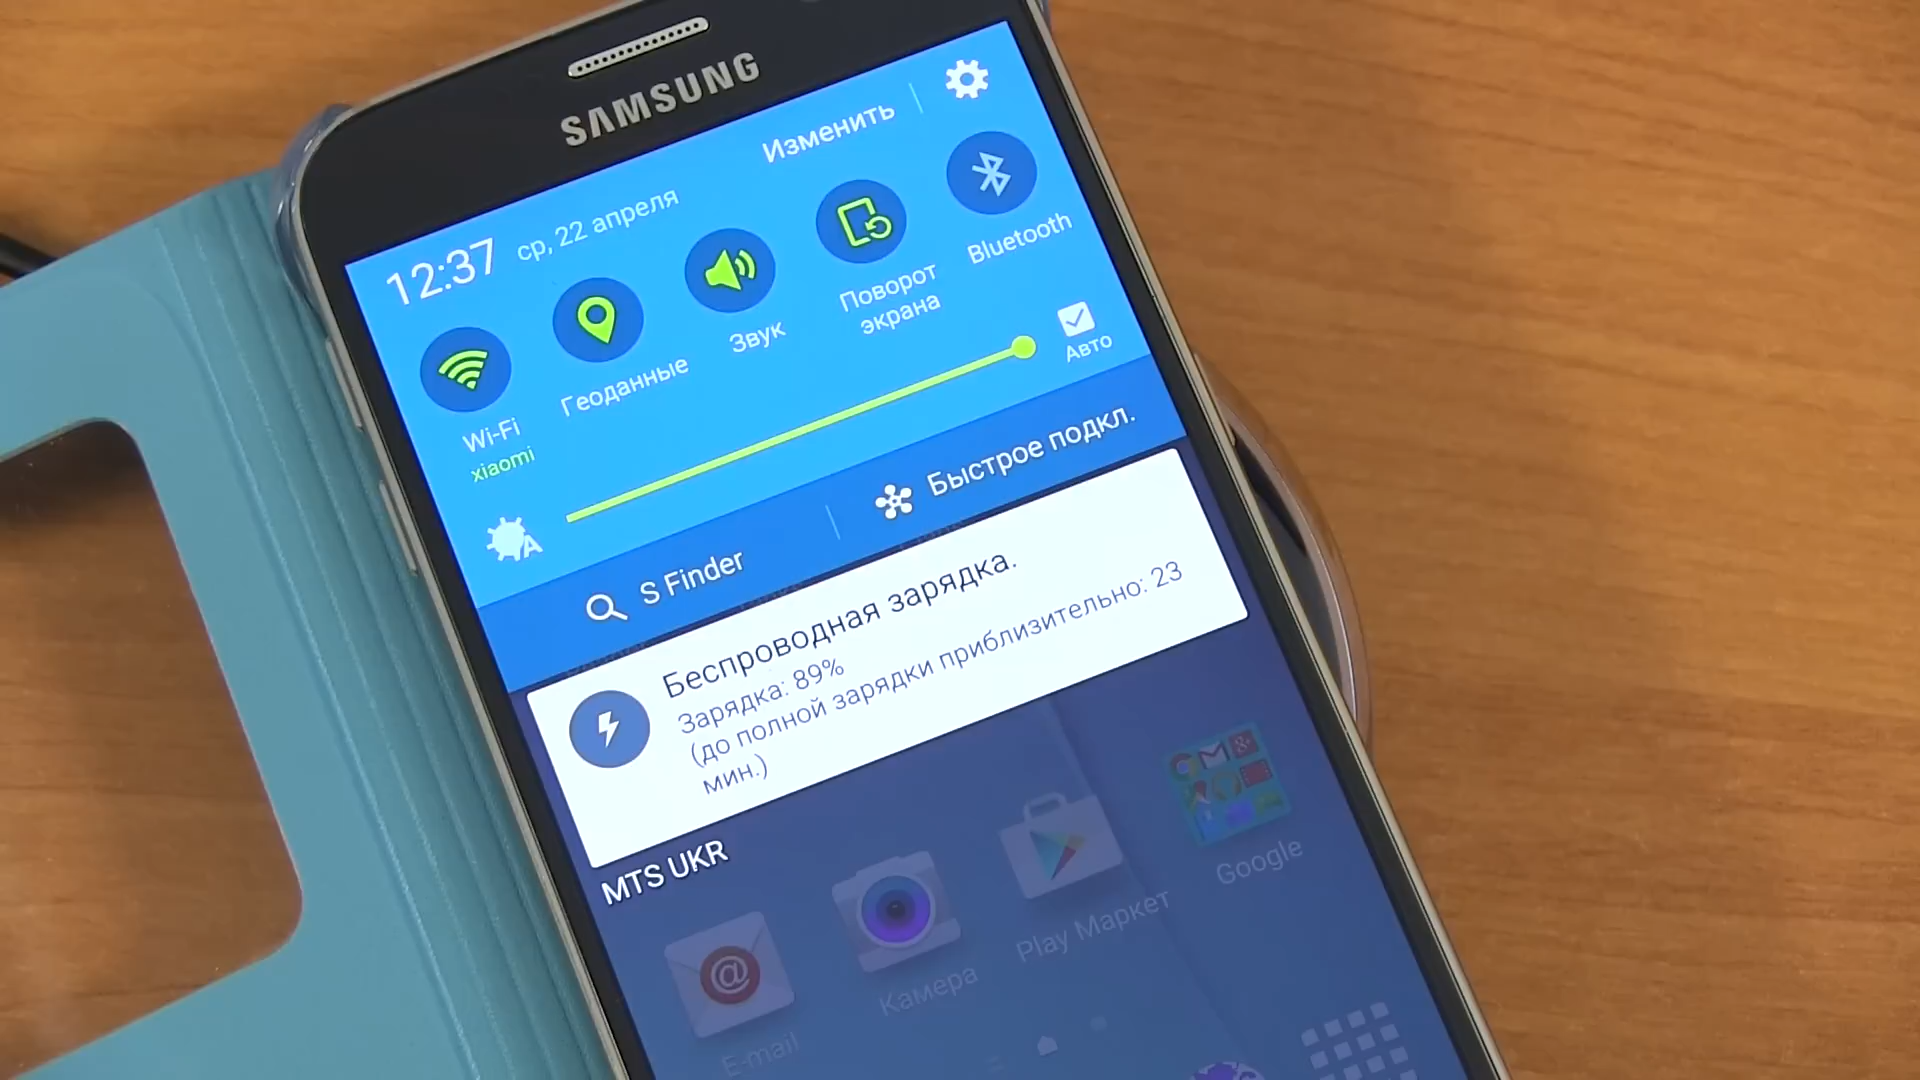 SAMSUNG
Изменить
12:37 ср, 22 апреля
Wi-Fi
xiaomi
Геоданные
Звук
Поворот
экрана
Bluetooth
A
Авто
S Finder
Быстрое подкл.
Беспроводная зарядка.
Зарядка: 89%
(до полной зарядки приблизительно: 23
мин.)
MTS UKR
@
E-mail
Камера
Play Маркет
Google